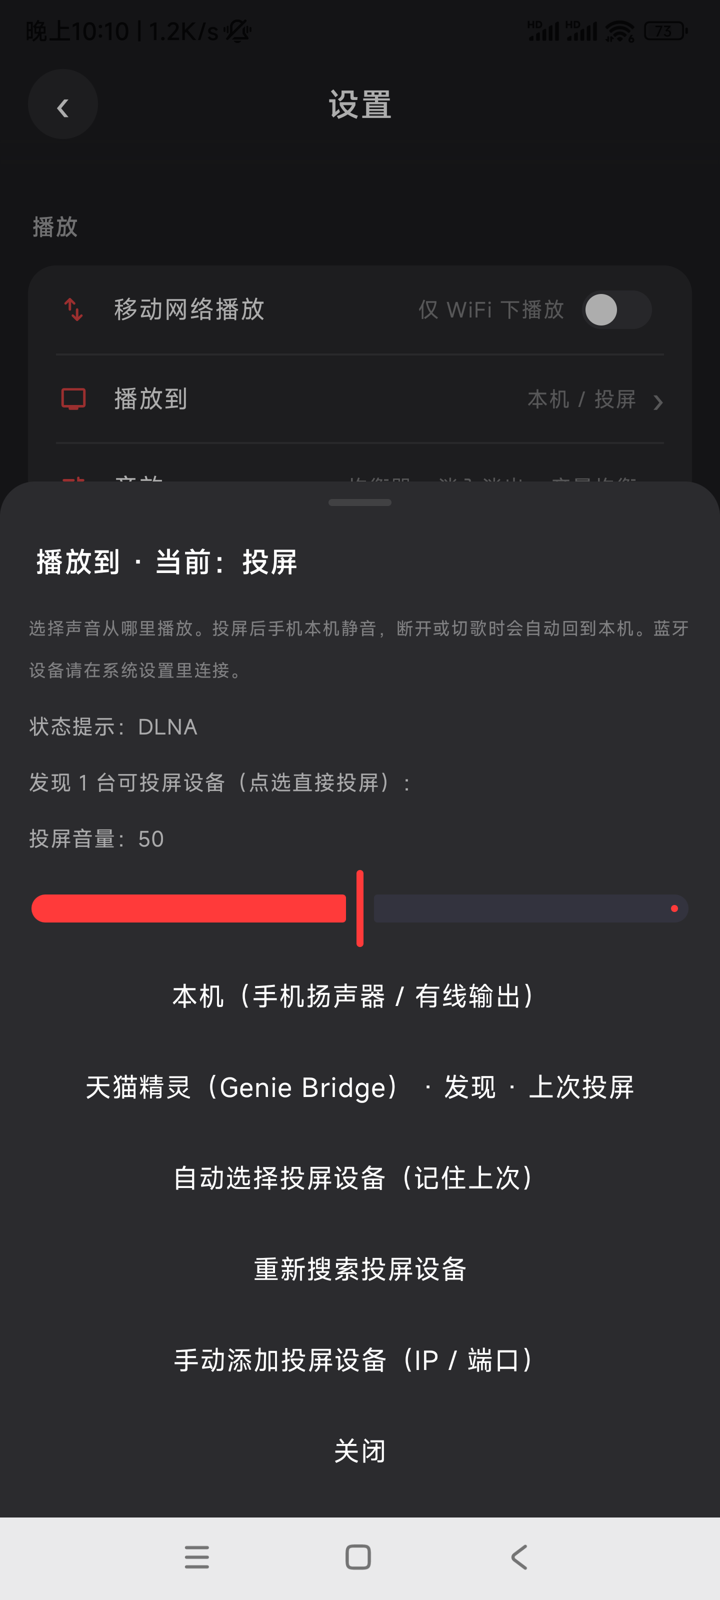 晚上10:10 | 1.2K/s
HD HD 73
设置
播放
移动网络播放 仅 WiFi 下播放
播放到 本机 / 投屏
播放到 · 当前：投屏
选择声音从哪里播放。投屏后手机本机静音，断开或切歌时会自动回到本机。蓝牙
设备请在系统设置里连接。
状态提示：DLNA
发现 1 台可投屏设备（点选直接投屏）:
投屏音量：50
本机（手机扬声器 / 有线输出）
天猫精灵（Genie Bridge） · 发现 · 上次投屏
自动选择投屏设备（记住上次）
重新搜索投屏设备
手动添加投屏设备（IP / 端口）
关闭